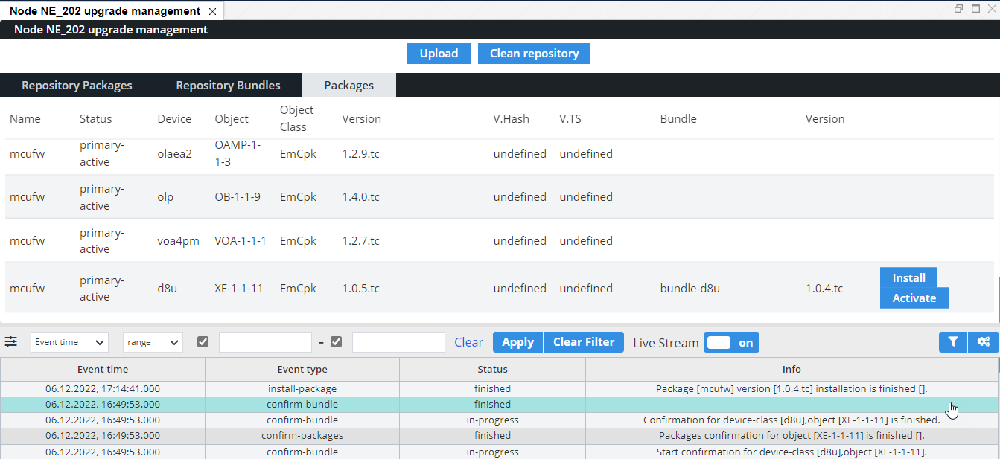 Node NE_202 upgrade management
Node NE_202 upgrade management
Upload Clean repository
Repository Packages Repository Bundles Packages
Name Status Device Object Object Class Version V.Hash V.TS Bundle Version
mcufw primary-active olaea2 OAMP-1-1-3 EmCpk 1.2.9.tc undefined undefined
mcufw primary-active olp OB-1-1-9 EmCpk 1.4.0.tc undefined undefined
mcufw primary-active voa4pm VOA-1-1-1 EmCpk 1.2.7.tc undefined undefined
mcufw primary-active d8u XE-1-1-11 EmCpk 1.0.5.tc undefined undefined bundle-d8u 1.0.4.tc Install Activate
Event time range – Clear Apply Clear Filter Live Stream on
Event time Event type Status Info
06.12.2022, 17:14:41.000 install-package finished Package [mcufw] version [1.0.4.tc] installation is finished [].
06.12.2022, 16:49:53.000 confirm-bundle finished
06.12.2022, 16:49:53.000 confirm-bundle in-progress Confirmation for device-class [d8u],object [XE-1-1-11] is finished.
06.12.2022, 16:49:53.000 confirm-packages finished Packages confirmation for object [XE-1-1-11] is finished [].
06.12.2022, 16:49:53.000 confirm-bundle in-progress Start confirmation for device-class [d8u],object [XE-1-1-11].